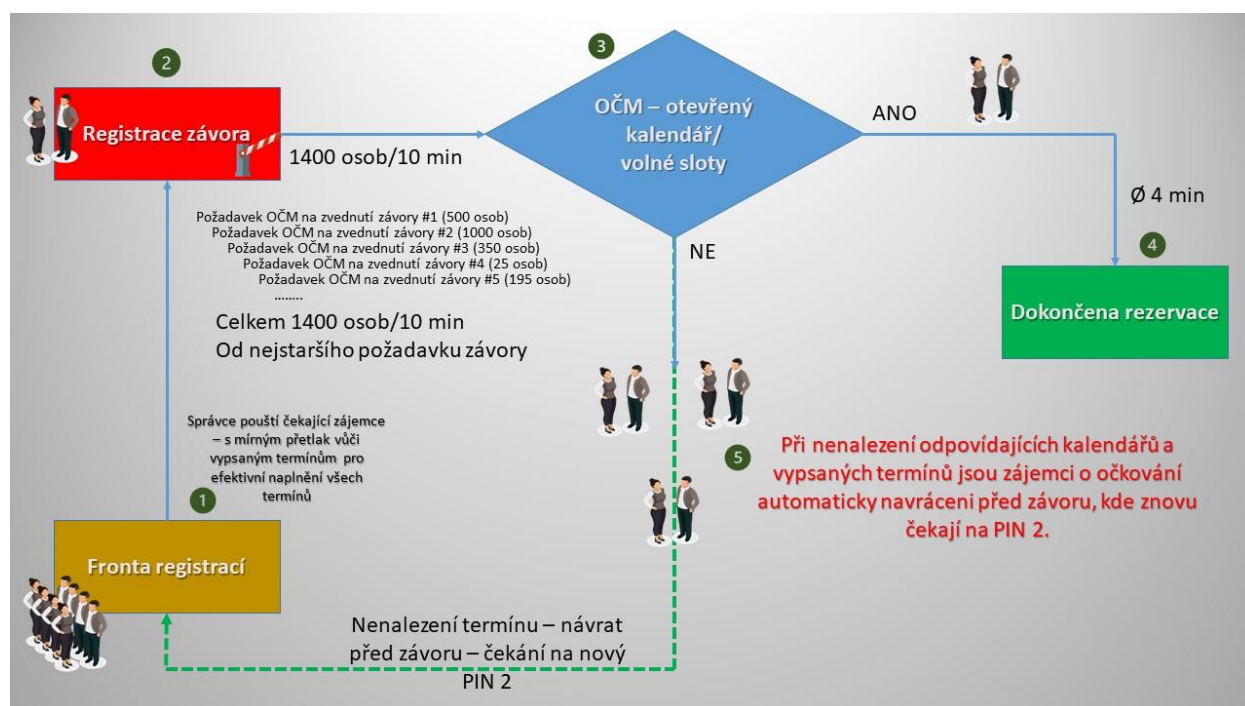 2
Registrace závora
1400 osob/10 min
3
OČM – otevřený
kalendář/
volné sloty
ANO
Ø 4 min
NE
Požadavek OČM na zvednutí závory #1 (500 osob)
Požadavek OČM na zvednutí závory #2 (1000 osob)
Požadavek OČM na zvednutí závory #3 (350 osob)
Požadavek OČM na zvednutí závory #4 (25 osob)
Požadavek OČM na zvednutí závory #5 (195 osob)
........
Celkem 1400 osob/10 min
Od nejstaršího požadavku závory
4
Dokončena rezervace
Správce pouští čekající zájemce
– s mírným přetlak vůči
vypsaným termínům pro
efektivní naplnění všech
termínů
1
Fronta registrací
5
Při nenalezení odpovídajících kalendářů a
vypsaných termínů jsou zájemci o očkování
automaticky navráceni před závoru, kde znovu
čekají na PIN 2.
Nenalezení termínu – návrat
před závoru – čekání na nový
PIN 2